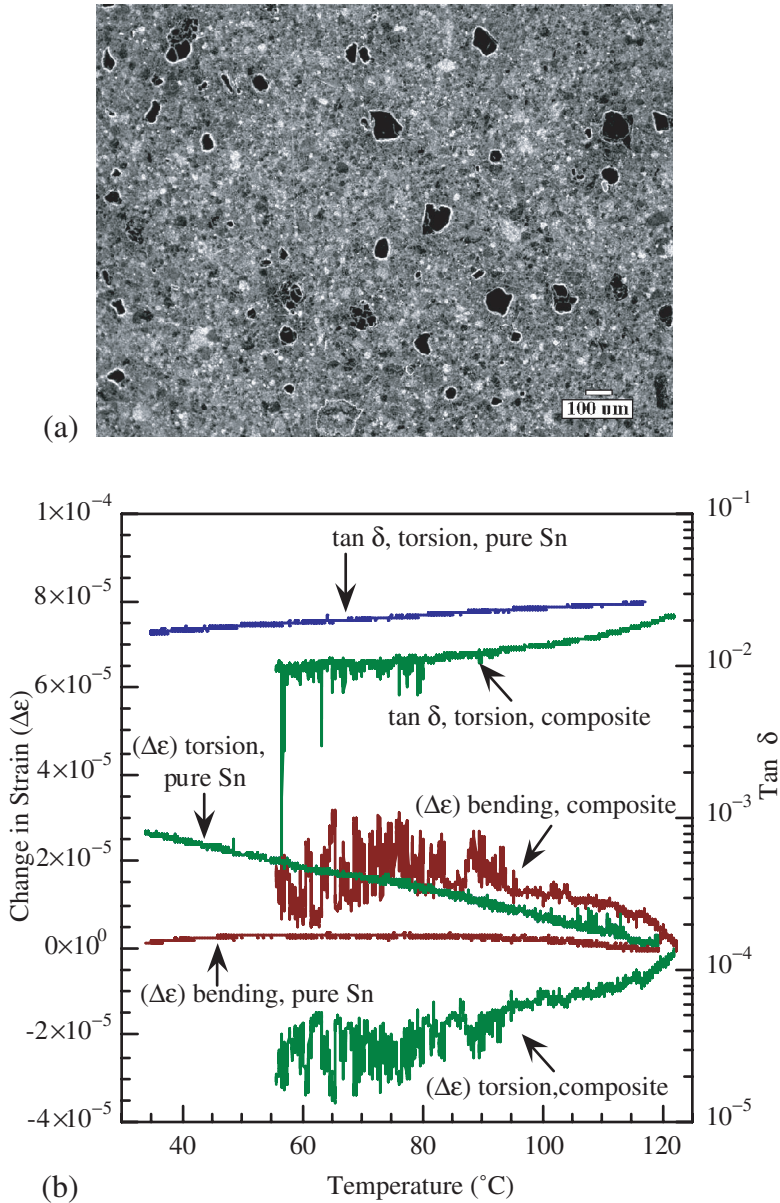 100 um
(a)
1×10⁻⁴
8×10⁻⁵
6×10⁻⁵
4×10⁻⁵
2×10⁻⁵
0×10⁰
-2×10⁻⁵
-4×10⁻⁵
Change in Strain (Δε)
tan δ, torsion, pure Sn
tan δ, torsion, composite
(Δε) torsion,
pure Sn
(Δε) bending, composite
(Δε) bending, pure Sn
(Δε) torsion,composite
10⁻¹
10⁻²
10⁻³
10⁻⁴
10⁻⁵
Tan δ
40
60
80
100
120
Temperature (˚C)
(b)